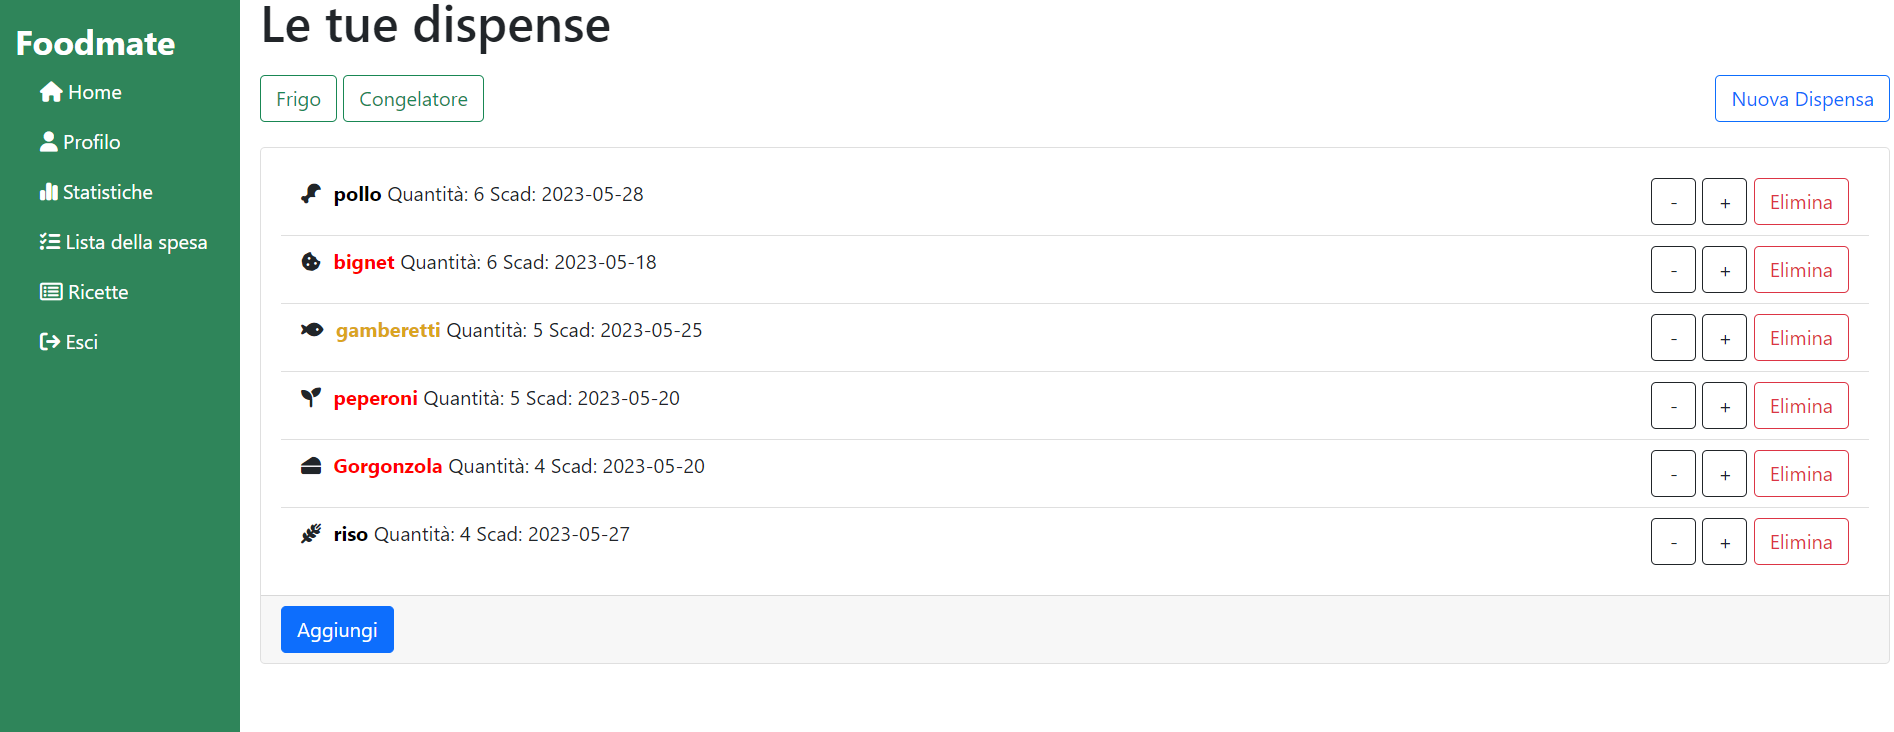 Foodmate
Home
Profilo
Statistiche
Lista della spesa
Ricette
Esci
Le tue dispense
Frigo Congelatore Nuova Dispensa
pollo Quantità: 6 Scad: 2023-05-28 - + Elimina
bignet Quantità: 6 Scad: 2023-05-18 - + Elimina
gamberetti Quantità: 5 Scad: 2023-05-25 - + Elimina
peperoni Quantità: 5 Scad: 2023-05-20 - + Elimina
Gorgonzola Quantità: 4 Scad: 2023-05-20 - + Elimina
riso Quantità: 4 Scad: 2023-05-27 - + Elimina
Aggiungi